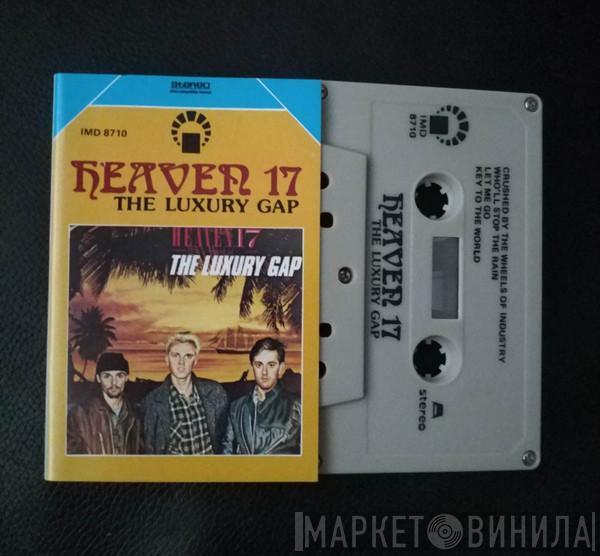 STEREO
IMD 8710
HEAVEN 17
THE LUXURY GAP
HEAVEN 17
THE LUXURY GAP
IMD
8710
HEAVEN 17
THE LUXURY GAP
CRUSHED BY THE WHEELS OF INDUSTRY
WHO'LL STOP THE RAIN
LET ME GO
KEY TO THE WORLD
stereo
МАРКЕТ ВИНИЛА